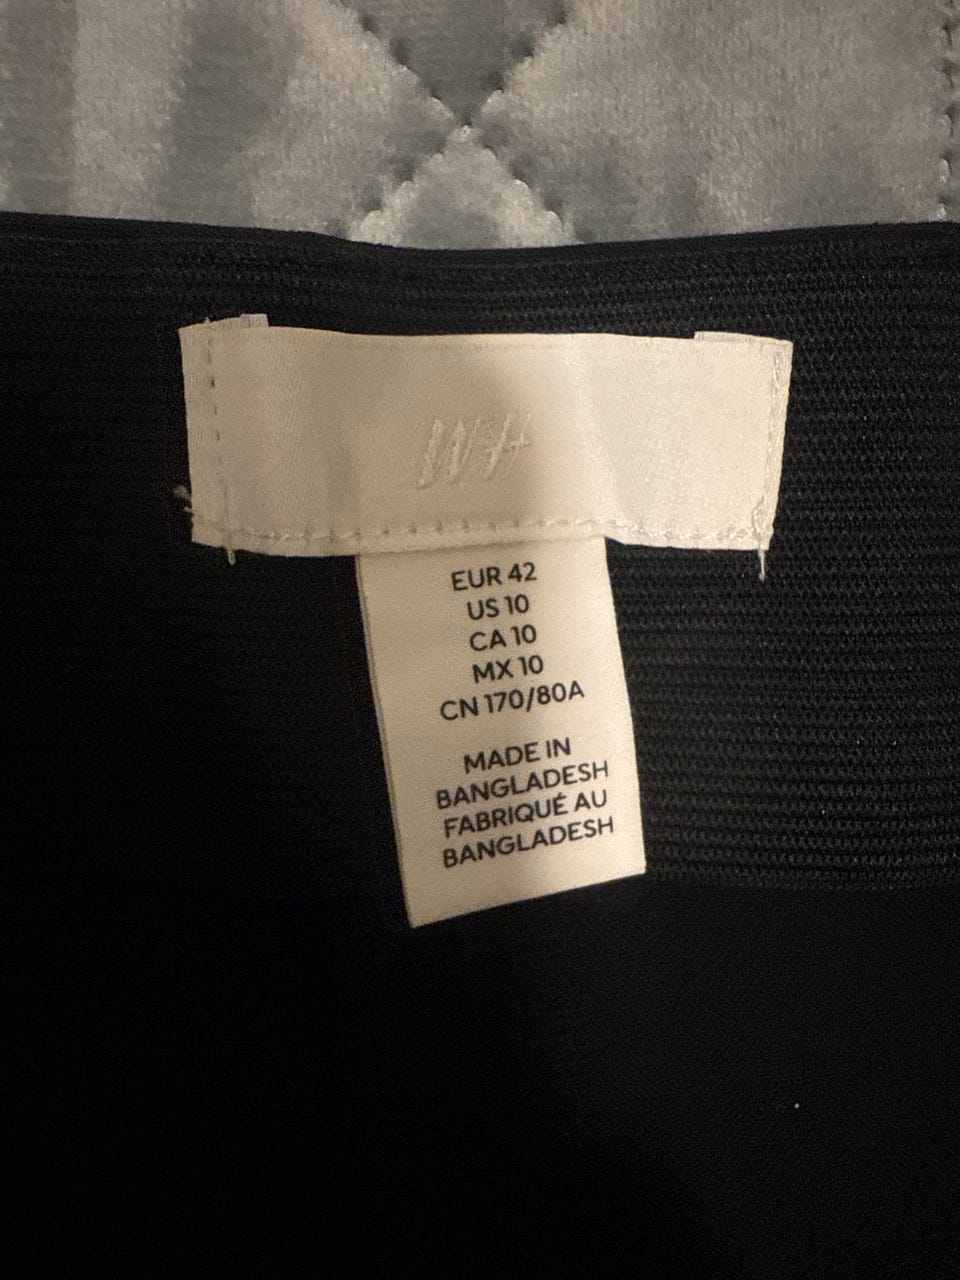 EUR 42
US 10
CA 10
MX 10
CN 170/80A
MADE IN
BANGLADESH
FABRIQUÉ AU
BANGLADESH